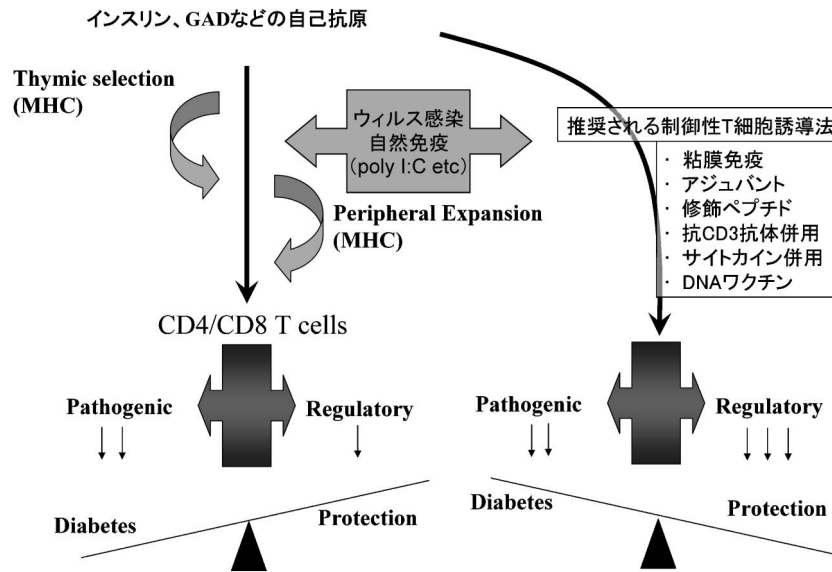 インスリン、GADなどの自己抗原
Thymic selection
(MHC)
ウィルス感染
自然免疫
(poly I:C etc)
Peripheral Expansion
(MHC)
推奨される制御性T細胞誘導法
・ 粘膜免疫
・ アジュバント
・ 修飾ペプチド
・ 抗CD3抗体併用
・ サイトカイン併用
・ DNAワクチン
CD4/CD8 T cells
Pathogenic
Regulatory
Diabetes
Protection
Pathogenic
Regulatory
Diabetes
Protection